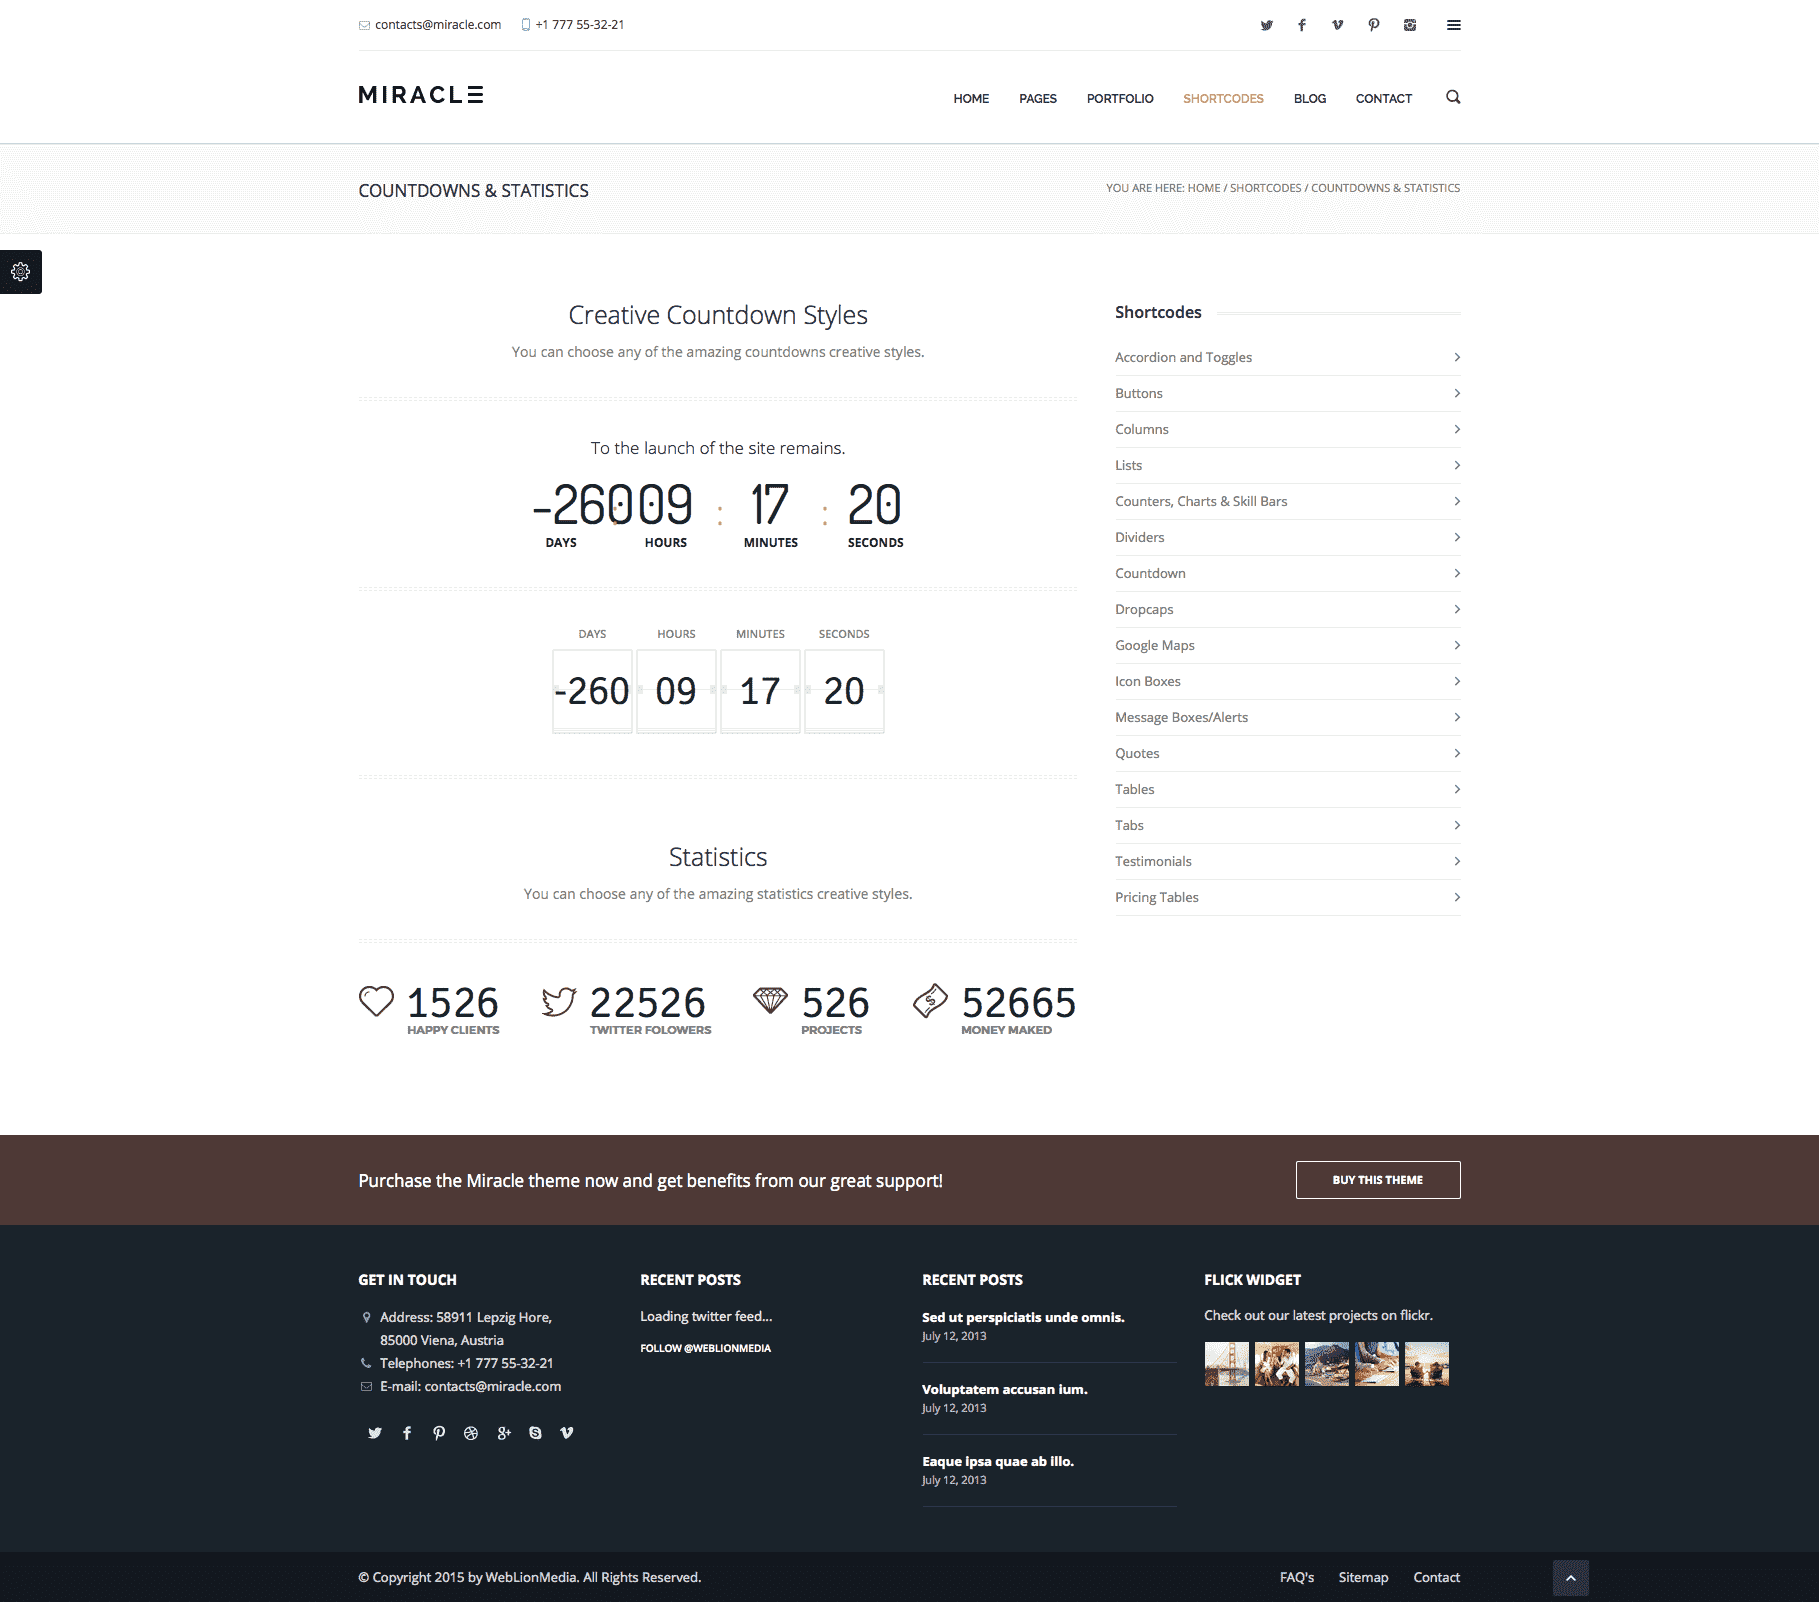 contacts@miracle.com +1 777 55-32-21
MIRACLE
HOME PAGES PORTFOLIO SHORTCODES BLOG CONTACT
COUNTDOWNS & STATISTICS
YOU ARE HERE: HOME / SHORTCODES / COUNTDOWNS & STATISTICS
Creative Countdown Styles
You can choose any of the amazing countdowns creative styles.
To the launch of the site remains.
-260 : 09 : 17 : 20
DAYS HOURS MINUTES SECONDS
DAYS HOURS MINUTES SECONDS
-260 09 17 20
Statistics
You can choose any of the amazing statistics creative styles.
1526 22526 526 52665
HAPPY CLIENTS TWITTER FOLOWERS PROJECTS MONEY MAKED
Shortcodes
Accordion and Toggles
Buttons
Columns
Lists
Counters, Charts & Skill Bars
Dividers
Countdown
Dropcaps
Google Maps
Icon Boxes
Message Boxes/Alerts
Quotes
Tables
Tabs
Testimonials
Pricing Tables
Purchase the Miracle theme now and get benefits from our great support!
BUY THIS THEME
GET IN TOUCH
Address: 58911 Lepzig Hore,
85000 Viena, Austria
Telephones: +1 777 55-32-21
E-mail: contacts@miracle.com
RECENT POSTS
Loading twitter feed...
FOLLOW @WEBLIONMEDIA
RECENT POSTS
Sed ut perspiciatis unde omnis.
July 12, 2013
Voluptatem accusan ium.
July 12, 2013
Eaque ipsa quae ab illo.
July 12, 2013
FLICK WIDGET
Check out our latest projects on flickr.
© Copyright 2015 by WebLionMedia. All Rights Reserved.
FAQ's Sitemap Contact